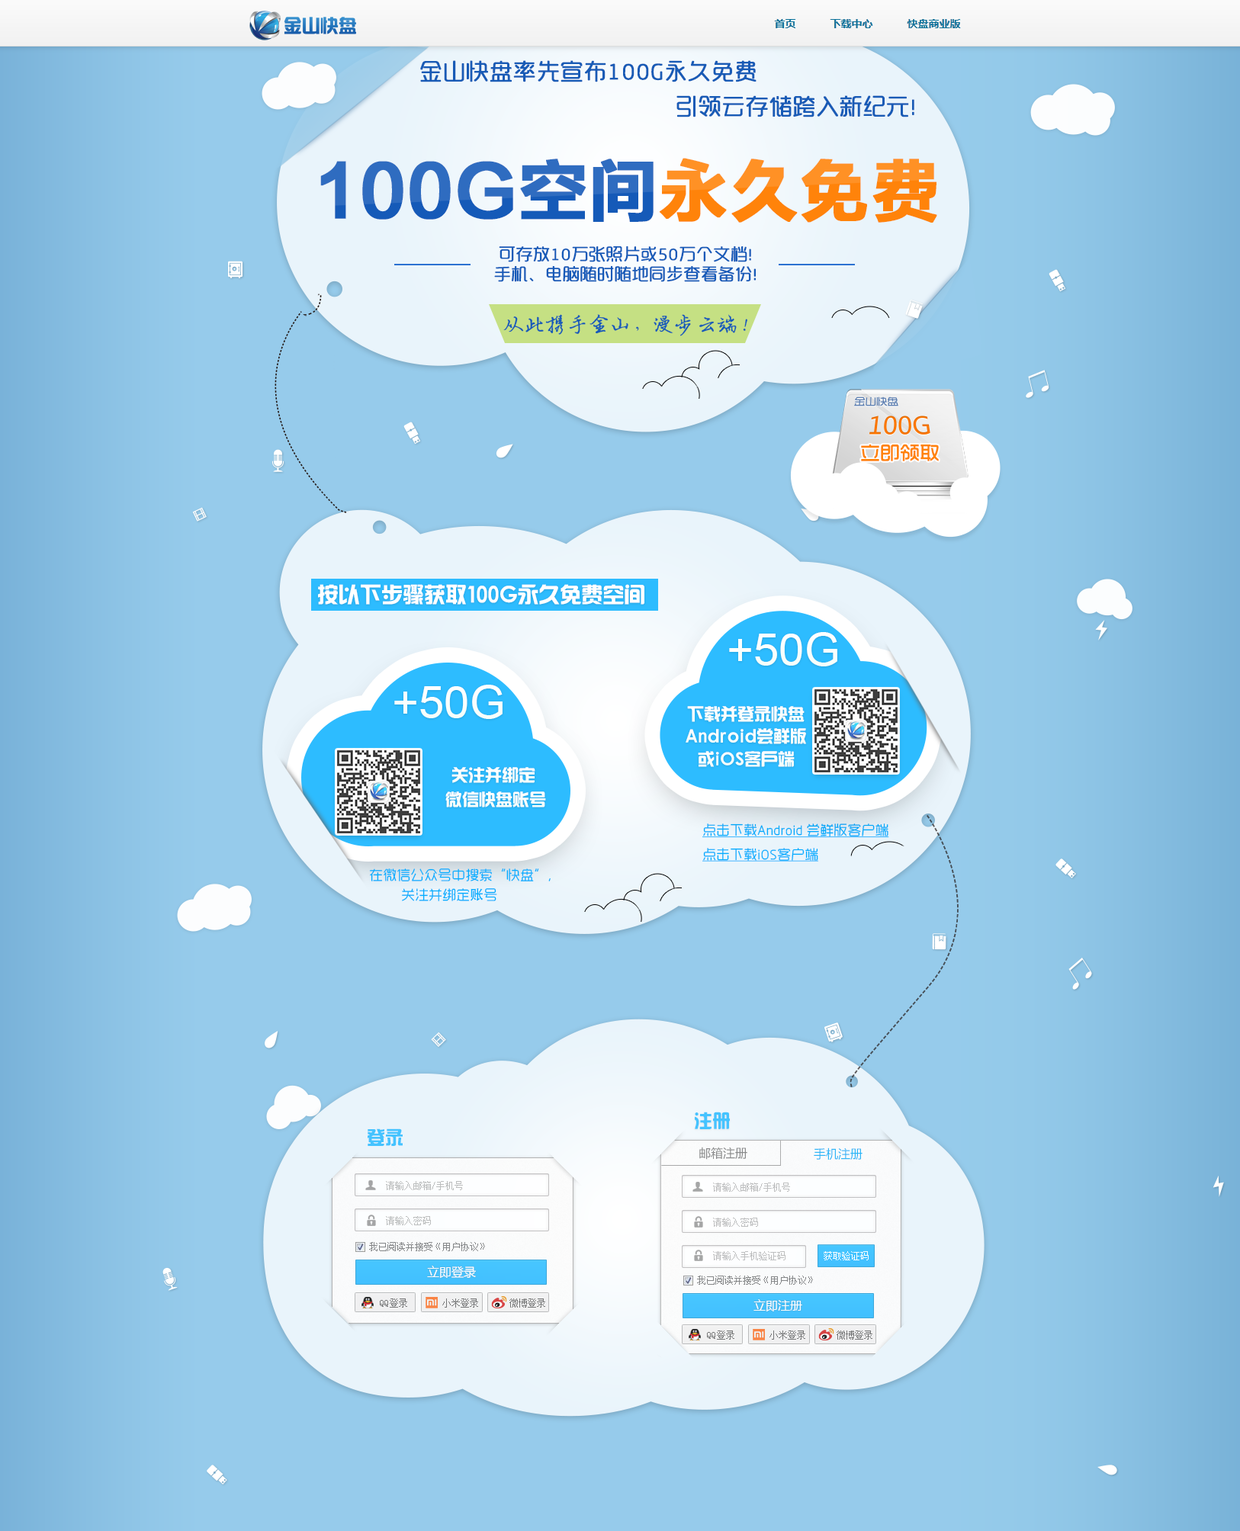 金山快盘
首页 下载中心 快盘商业版
金山快盘率先宣布100G永久免费
引领云存储跨入新纪元!
100G空间永久免费
可存放10万张照片或50万个文档!
手机、电脑随时随地同步查看备份!
从此携手金山，漫步云端!
金山快盘
100G
立即领取
按以下步骤获取100G永久免费空间
+50G
关注并绑定
微信快盘账号
在微信公众号中搜索“快盘”，
关注并绑定账号
+50G
下载并登录快盘
Android尝鲜版
或iOS客戶端
点击下载Android 尝鲜版客户端
点击下载iOS客户端
登录
请输入邮箱/手机号
请输入密码
我已阅读并接受《用户协议》
立即登录
QQ登录 小米登录 微博登录
注册
邮箱注册 手机注册
请输入邮箱/手机号
请输入密码
请输入手机验证码 获取验证码
我已阅读并接受《用户协议》
立即注册
QQ登录 小米登录 微博登录